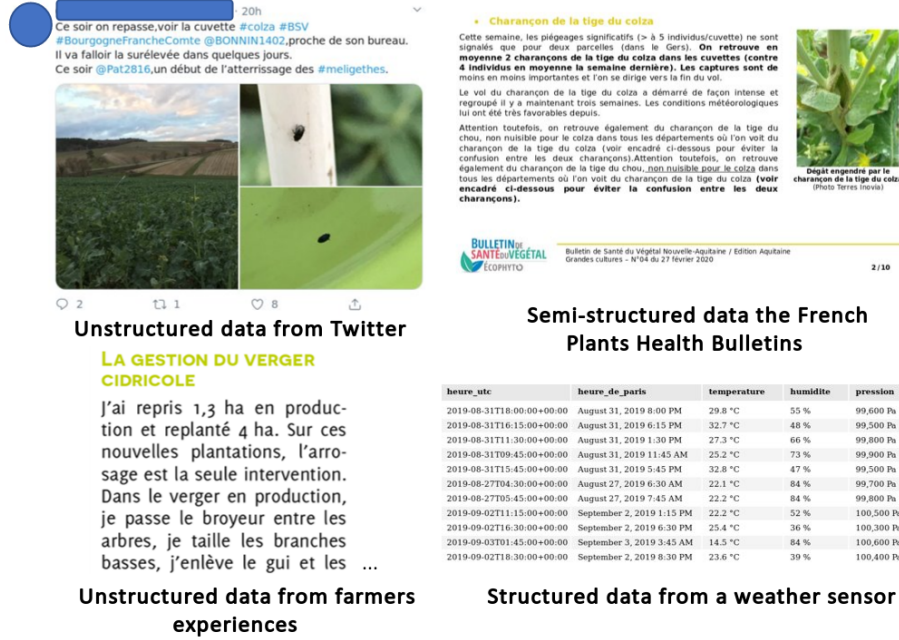 · 20h
Ce soir on repasse,voir la cuvette #colza #BSV
#BourgogneFrancheComte @BONNIN1402,proche de son bureau.
Il va falloir la surélevée dans quelques jours.
Ce soir @Pat2816,un début de l'atterrissage des #meligethes.
2 1 8
Unstructured data from Twitter
• Charançon de la tige du colza
Cette semaine, les piégeages significatifs (> à 5 individus/cuvette) ne sont
signalés que pour deux parcelles (dans le Gers). On retrouve en
moyenne 2 charançons de la tige du colza dans les cuvettes (contre
4 individus en moyenne la semaine dernière). Les captures sont de
moins en moins importantes et l'on se dirige vers la fin du vol.
Le vol du charançon de la tige du colza a démarré de façon intense et
regroupé il y a maintenant trois semaines. Les conditions météorologiques
lui ont été très favorables depuis.
Attention toutefois, on retrouve également du charançon de la tige du
chou, non nuisible pour le colza dans tous les départements où l'on voit du
charançon de la tige du colza (voir encadré ci-dessous pour éviter la
confusion entre les deux charançons).Attention toutefois, on retrouve
également du charançon de la tige du chou, non nuisible pour le colza dans
tous les départements où l'on voit du charançon de la tige du colza (voir
encadré ci-dessous pour éviter la confusion entre les deux
charançons).
Dégât engendré par le
charançon de la tige du colza
(Photo Terres Inovia)
BULLETIN DE
SANTÉ DU VÉGÉTAL
ÉCOPHYTO
Bulletin de Santé du Végétal Nouvelle-Aquitaine / Edition Aquitaine
Grandes cultures – N°04 du 27 février 2020
2/10
Semi-structured data the French
Plants Health Bulletins
LA GESTION DU VERGER
CIDRICOLE
J'ai repris 1,3 ha en produc-
tion et replanté 4 ha. Sur ces
nouvelles plantations, l'arro-
sage est la seule intervention.
Dans le verger en production,
je passe le broyeur entre les
arbres, je taille les branches
basses, j'enlève le gui et les ...
Unstructured data from farmers
experiences
heure_utc heure_de_paris temperature humidite pression
2019-08-31T18:00:00+00:00 August 31, 2019 8:00 PM 29.8 °C 55 % 99,600 Pa
2019-08-31T16:15:00+00:00 August 31, 2019 6:15 PM 32.7 °C 48 % 99,500 Pa
2019-08-31T11:30:00+00:00 August 31, 2019 1:30 PM 27.3 °C 66 % 99,800 Pa
2019-08-31T09:45:00+00:00 August 31, 2019 11:45 AM 25.2 °C 73 % 99,900 Pa
2019-08-31T15:45:00+00:00 August 31, 2019 5:45 PM 32.8 °C 47 % 99,500 Pa
2019-08-27T04:30:00+00:00 August 27, 2019 6:30 AM 22.1 °C 84 % 99,700 Pa
2019-08-27T05:45:00+00:00 August 27, 2019 7:45 AM 22.2 °C 84 % 99,800 Pa
2019-09-02T11:15:00+00:00 September 2, 2019 1:15 PM 22.2 °C 52 % 100,500 Pa
2019-09-02T16:30:00+00:00 September 2, 2019 6:30 PM 25.4 °C 36 % 100,300 Pa
2019-09-03T01:45:00+00:00 September 3, 2019 3:45 AM 14.5 °C 84 % 100,600 Pa
2019-09-02T18:30:00+00:00 September 2, 2019 8:30 PM 23.6 °C 39 % 100,400 Pa
Structured data from a weather sensor